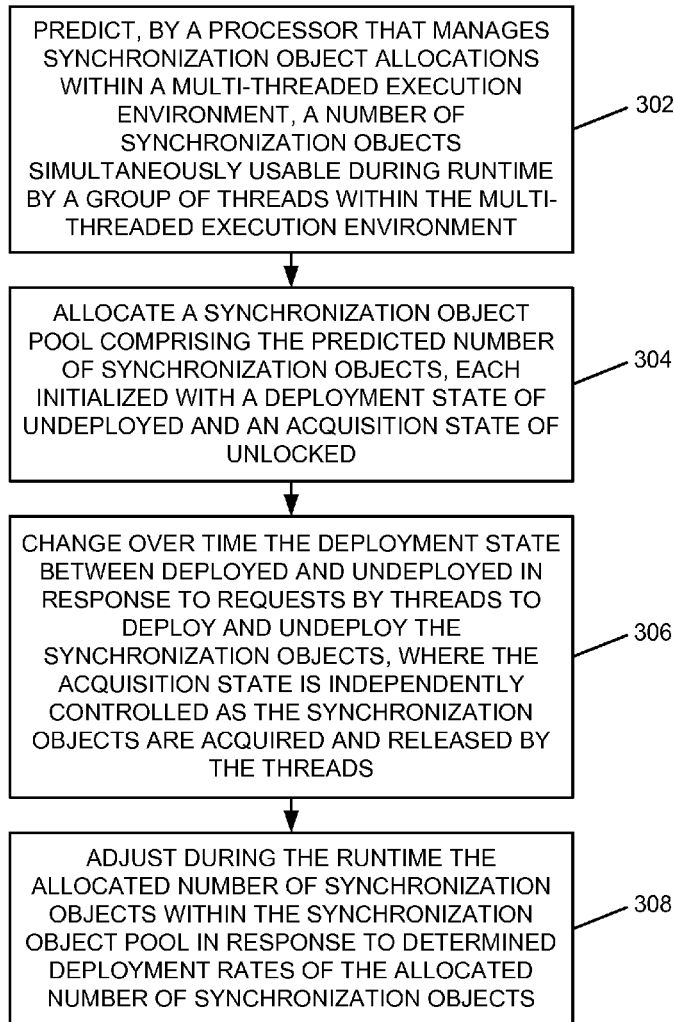 PREDICT, BY A PROCESSOR THAT MANAGES
SYNCHRONIZATION OBJECT ALLOCATIONS
WITHIN A MULTI-THREADED EXECUTION
ENVIRONMENT, A NUMBER OF
SYNCHRONIZATION OBJECTS
SIMULTANEOUSLY USABLE DURING RUNTIME
BY A GROUP OF THREADS WITHIN THE MULTI-
THREADED EXECUTION ENVIRONMENT
302
ALLOCATE A SYNCHRONIZATION OBJECT
POOL COMPRISING THE PREDICTED NUMBER
OF SYNCHRONIZATION OBJECTS, EACH
INITIALIZED WITH A DEPLOYMENT STATE OF
UNDEPLOYED AND AN ACQUISITION STATE OF
UNLOCKED
304
CHANGE OVER TIME THE DEPLOYMENT STATE
BETWEEN DEPLOYED AND UNDEPLOYED IN
RESPONSE TO REQUESTS BY THREADS TO
DEPLOY AND UNDEPLOY THE
SYNCHRONIZATION OBJECTS, WHERE THE
ACQUISITION STATE IS INDEPENDENTLY
CONTROLLED AS THE SYNCHRONIZATION
OBJECTS ARE ACQUIRED AND RELEASED BY
THE THREADS
306
ADJUST DURING THE RUNTIME THE
ALLOCATED NUMBER OF SYNCHRONIZATION
OBJECTS WITHIN THE SYNCHRONIZATION
OBJECT POOL IN RESPONSE TO DETERMINED
DEPLOYMENT RATES OF THE ALLOCATED
NUMBER OF SYNCHRONIZATION OBJECTS
308